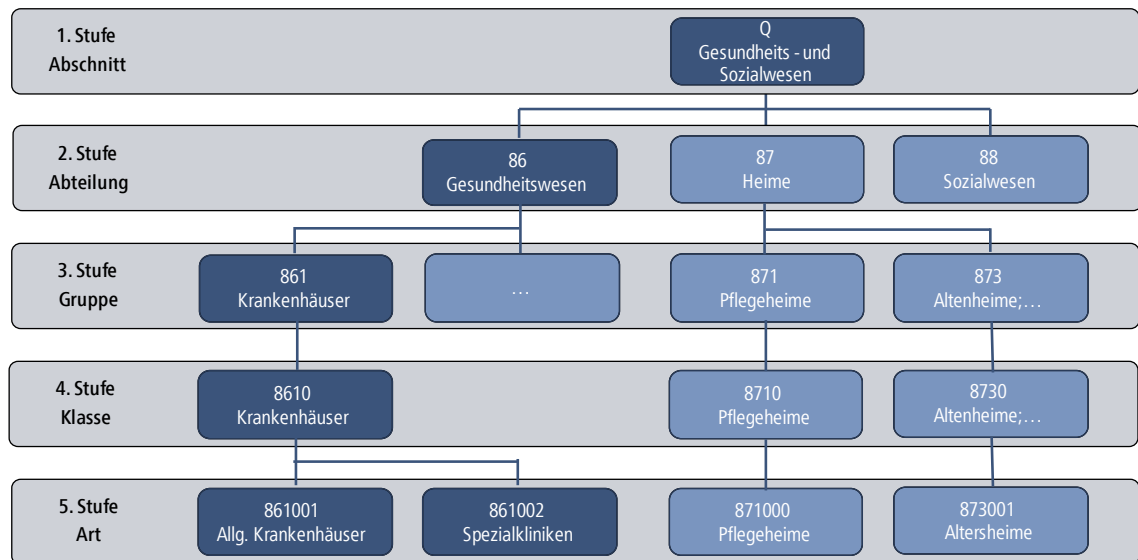 1. Stufe
Abschnitt
Q
Gesundheits - und
Sozialwesen
2. Stufe
Abteilung
86
Gesundheitswesen
87
Heime
88
Sozialwesen
3. Stufe
Gruppe
861
Krankenhäuser
…
871
Pflegeheime
873
Altenheime;…
4. Stufe
Klasse
8610
Krankenhäuser
8710
Pflegeheime
8730
Altenheime;…
5. Stufe
Art
861001
Allg. Krankenhäuser
861002
Spezialkliniken
871000
Pflegeheime
873001
Altersheime